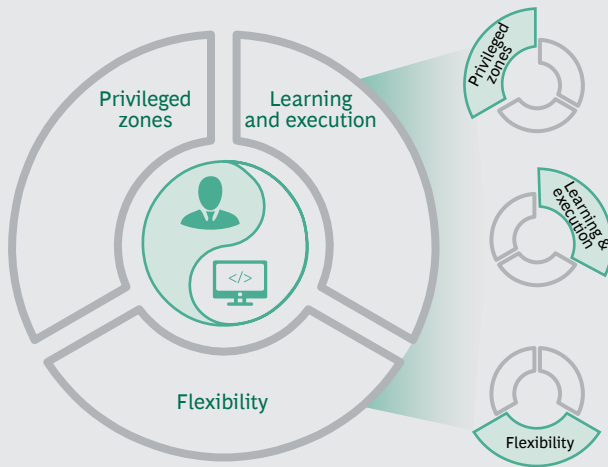 Privileged
zones
Learning
and execution
</>
Flexibility
Privileged
zones
Learning &
execution
Flexibility